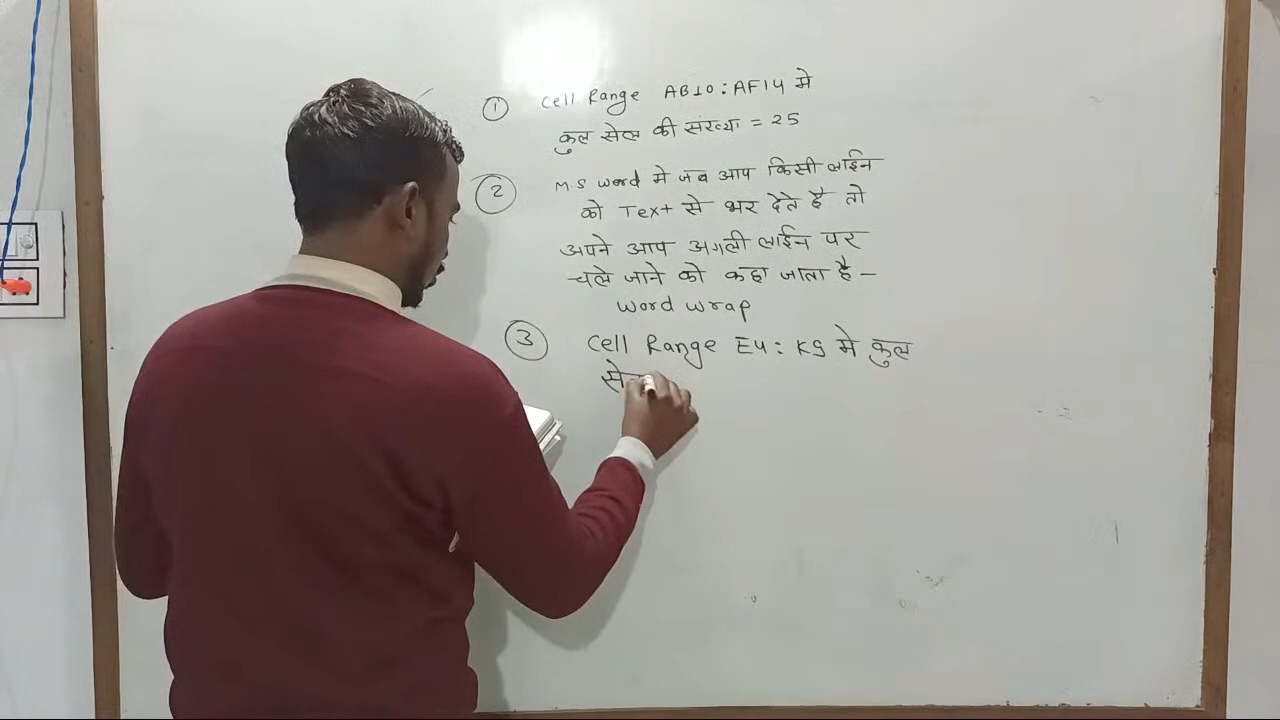 ① Cell Range AB10:AF14 मे
कुल सेल की संख्या = 25
② M.S Word मे जब आप किसी लाईन
को Text से भर देते है तो
अपने आप अगली लाईन पर
चले जाने को कहा जाता है –
Word Wrap
③ Cell Range E4: K9 मे कुल